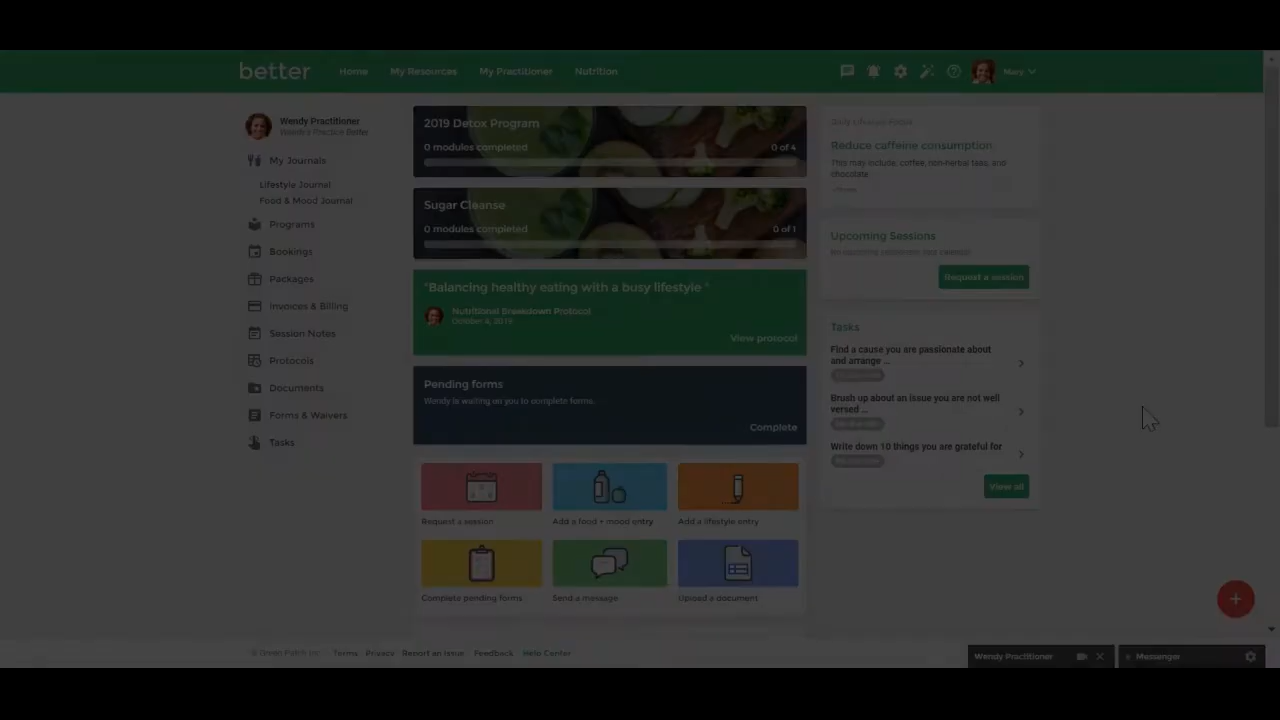 better
Home
My Resources
My Practitioner
Nutrition
Mary
Wendy Practitioner
My Journals
Lifestyle Journal
Food & Mood Journal
Programs
Bookings
Packages
Invoices & Billing
Session Notes
Protocols
Documents
Forms & Waivers
Tasks
2019 Detox Program
0 modules completed
0 of 4
Sugar Cleanse
0 modules completed
0 of 1
"Balancing healthy eating with a busy lifestyle "
Nutritional Breakdown Protocol
October 4, 2019
View protocol
Pending forms
Wendy is waiting on you to complete forms.
Complete
Request a session
Add a food + mood entry
Add a lifestyle entry
Complete pending forms
Send a message
Upload a document
Reduce caffeine consumption
This may include, coffee, non-herbal teas, and
chocolate.
Upcoming Sessions
Request a session
Tasks
Find a cause you are passionate about
and arrange ...
Brush up about an issue you are not well
versed ...
Write down 10 things you are grateful for
View all
Terms
Privacy
Report an Issue
Feedback
Help Center
Wendy Practitioner
Messenger